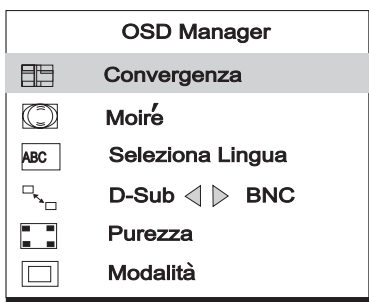 OSD Manager
Convergenza
Moiré
ABC Seleziona Lingua
D-Sub ◁ ▷ BNC
Purezza
Modalità